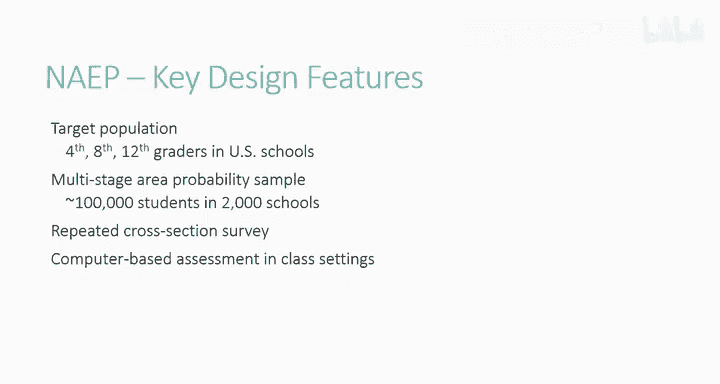 NAEP – Key Design Features
Target population
4th, 8th, 12th graders in U.S. schools
Multi-stage area probability sample
~100,000 students in 2,000 schools
Repeated cross-section survey
Computer-based assessment in class settings